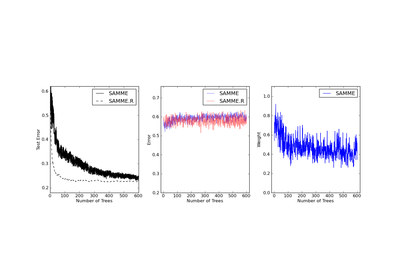 SAMME
SAMME.R
Test Error
0.6
0.5
0.4
0.3
0.2
0 100 200 300 400 500 600
Number of Trees
SAMME
SAMME.R
Error
0.7
0.6
0.5
0.4
0.3
0.2
0 100 200 300 400 500 600
Number of Trees
SAMME
Weight
1.0
0.8
0.6
0.4
0.2
0.0
0 100 200 300 400 500 600
Number of Trees